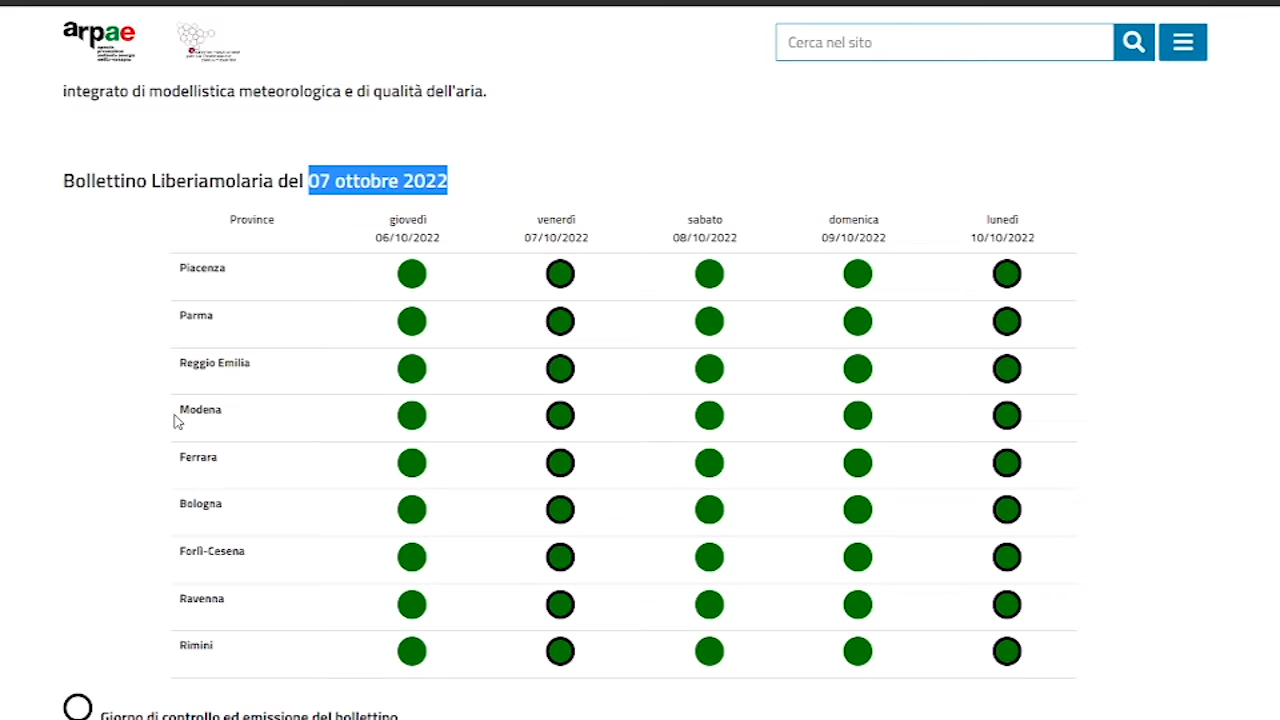 arpae
Cerca nel sito
integrato di modellistica meteorologica e di qualità dell'aria.
Bollettino Liberiamolaria del 07 ottobre 2022
Province giovedì venerdì sabato domenica lunedì
06/10/2022 07/10/2022 08/10/2022 09/10/2022 10/10/2022
Piacenza
Parma
Reggio Emilia
Modena
Ferrara
Bologna
Forlì-Cesena
Ravenna
Rimini
Giorno di controllo ed emissione del bollettino